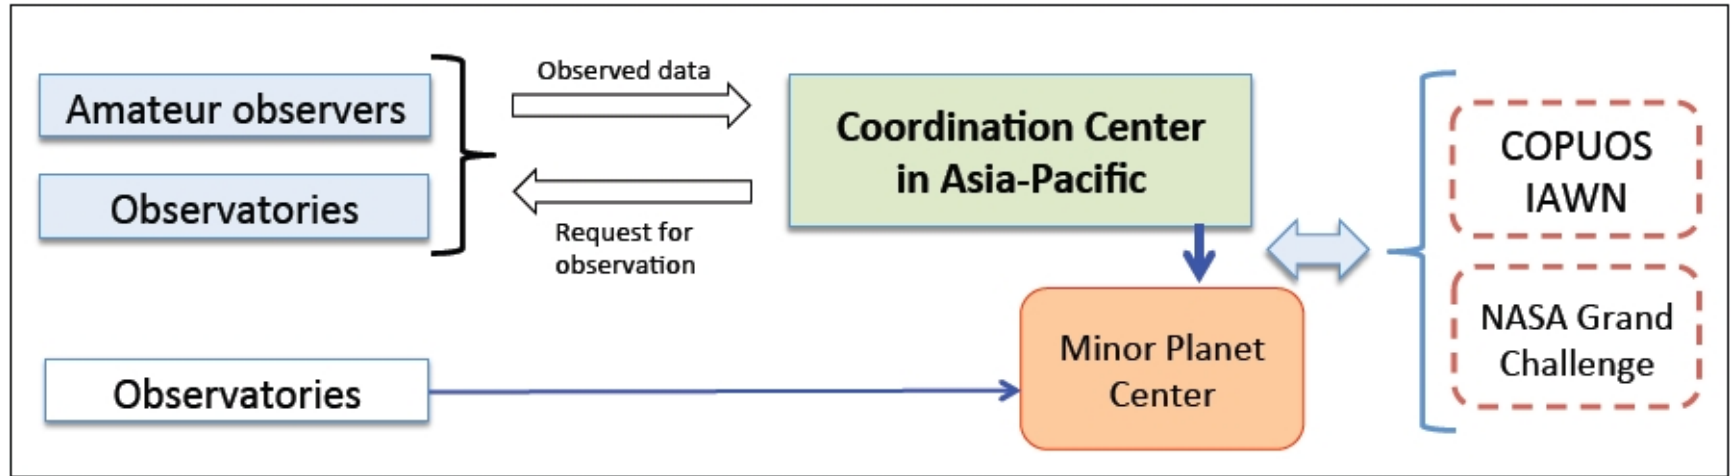 Amateur observers
Observatories
Observed data
Request for
observation
Coordination Center
in Asia-Pacific
COPUOS
IAWN
NASA Grand
Challenge
Observatories
Minor Planet
Center